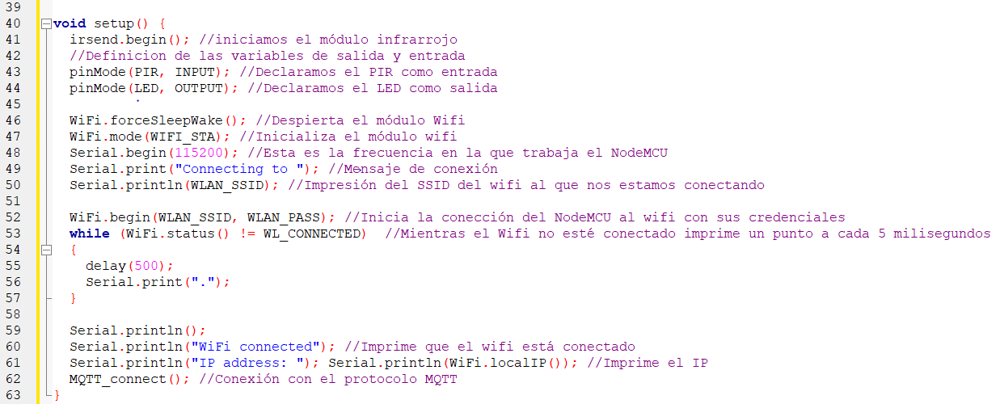 39
40 void setup() {
41 irsend.begin(); //iniciamos el módulo infrarrojo
42 //Definicion de las variables de salida y entrada
43 pinMode(PIR, INPUT); //Declaramos el PIR como entrada
44 pinMode(LED, OUTPUT); //Declaramos el LED como salida
45
46 WiFi.forceSleepWake(); //Despierta el módulo Wifi
47 WiFi.mode(WIFI_STA); //Inicializa el módulo wifi
48 Serial.begin(115200); //Esta es la frecuencia en la que trabaja el NodeMCU
49 Serial.print("Connecting to "); //Mensaje de conexión
50 Serial.println(WLAN_SSID); //Impresión del SSID del wifi al que nos estamos conectando
51
52 WiFi.begin(WLAN_SSID, WLAN_PASS); //Inicia la conección del NodeMCU al wifi con sus credenciales
53 while (WiFi.status() != WL_CONNECTED)  //Mientras el Wifi no esté conectado imprime un punto a cada 5 milisegundos
54 {
55 delay(500);
56 Serial.print(".");
57 }
58
59 Serial.println();
60 Serial.println("WiFi connected"); //Imprime que el wifi está conectado
61 Serial.println("IP address: "); Serial.println(WiFi.localIP()); //Imprime el IP
62 MQTT_connect(); //Conexión con el protocolo MQTT
63 }